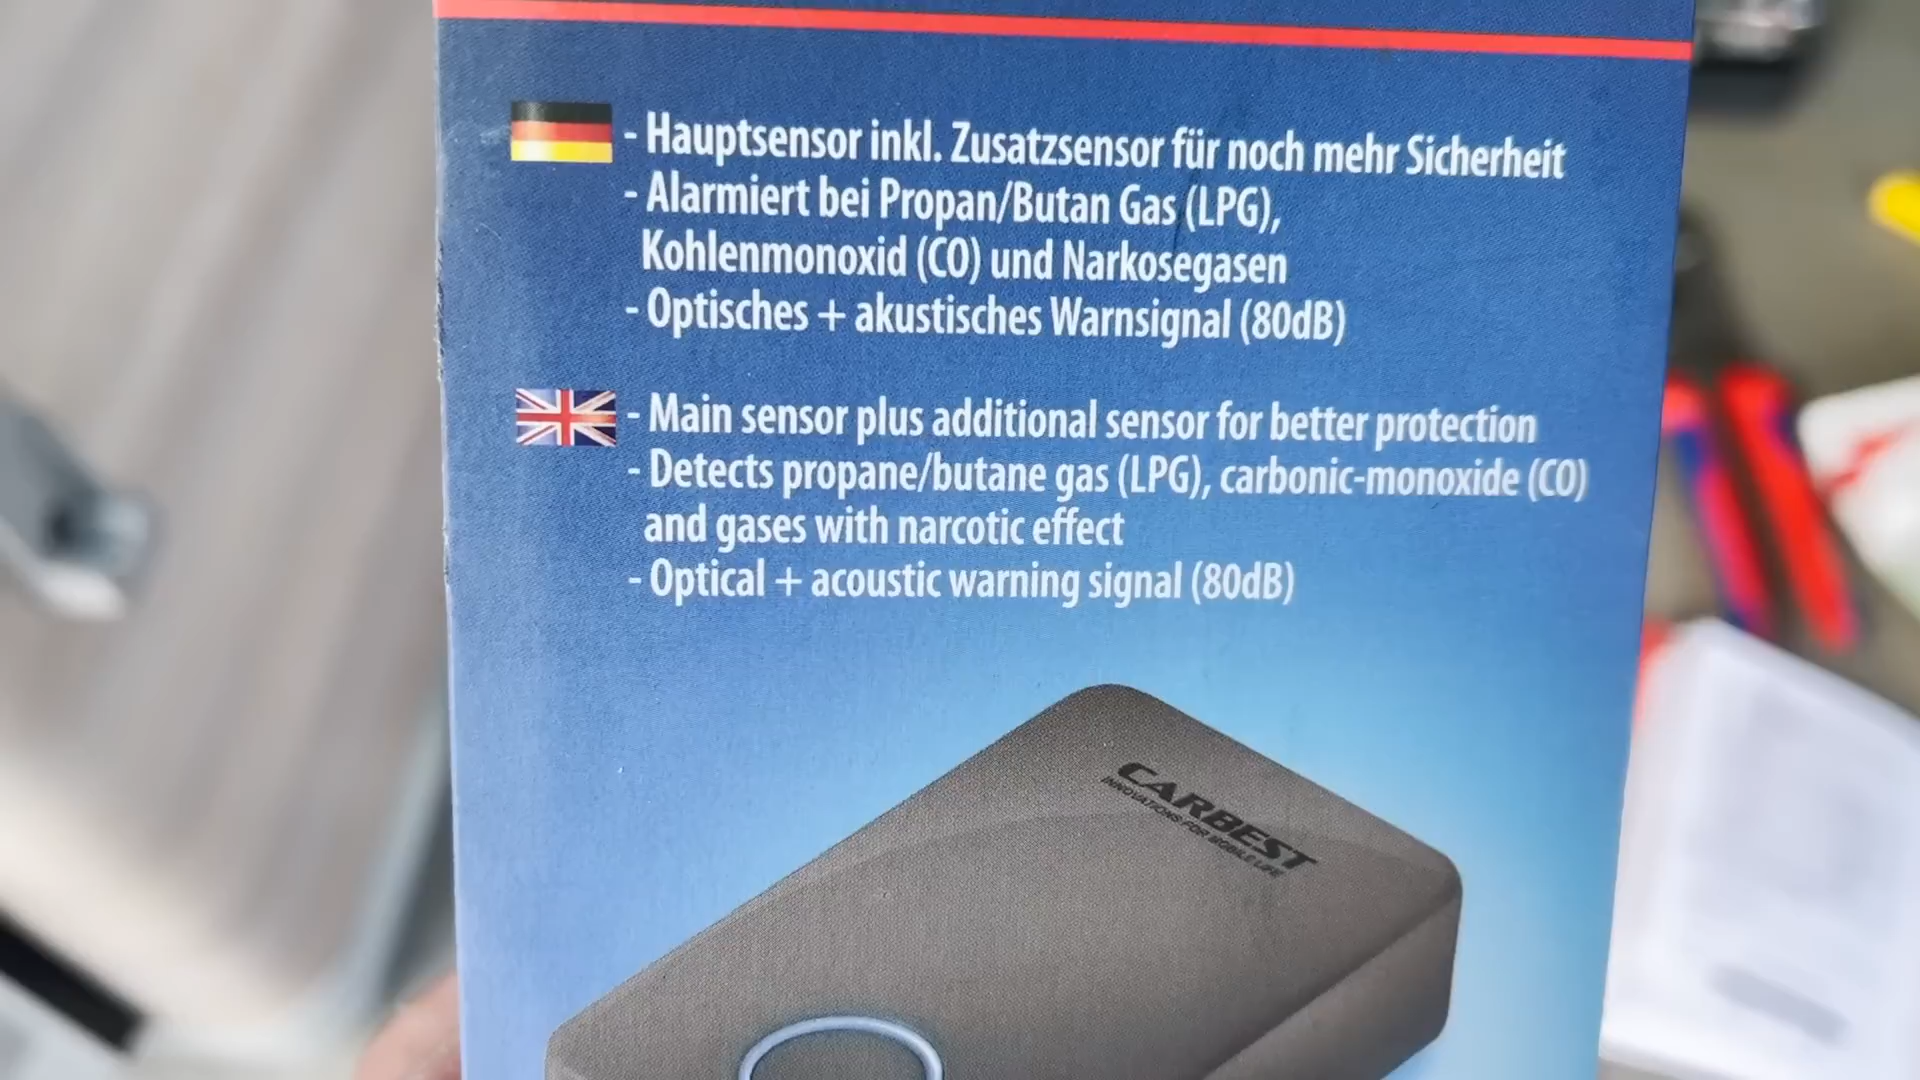 - Hauptsensor inkl. Zusatzsensor für noch mehr Sicherheit
- Alarmiert bei Propan/Butan Gas (LPG),
Kohlenmonoxid (CO) und Narkosegasen
- Optisches + akustisches Warnsignal (80dB)
- Main sensor plus additional sensor for better protection
- Detects propane/butane gas (LPG), carbonic-monoxide (CO)
and gases with narcotic effect
- Optical + acoustic warning signal (80dB)
CARBEST
INNOVATIONS FOR MOBILE LIFE